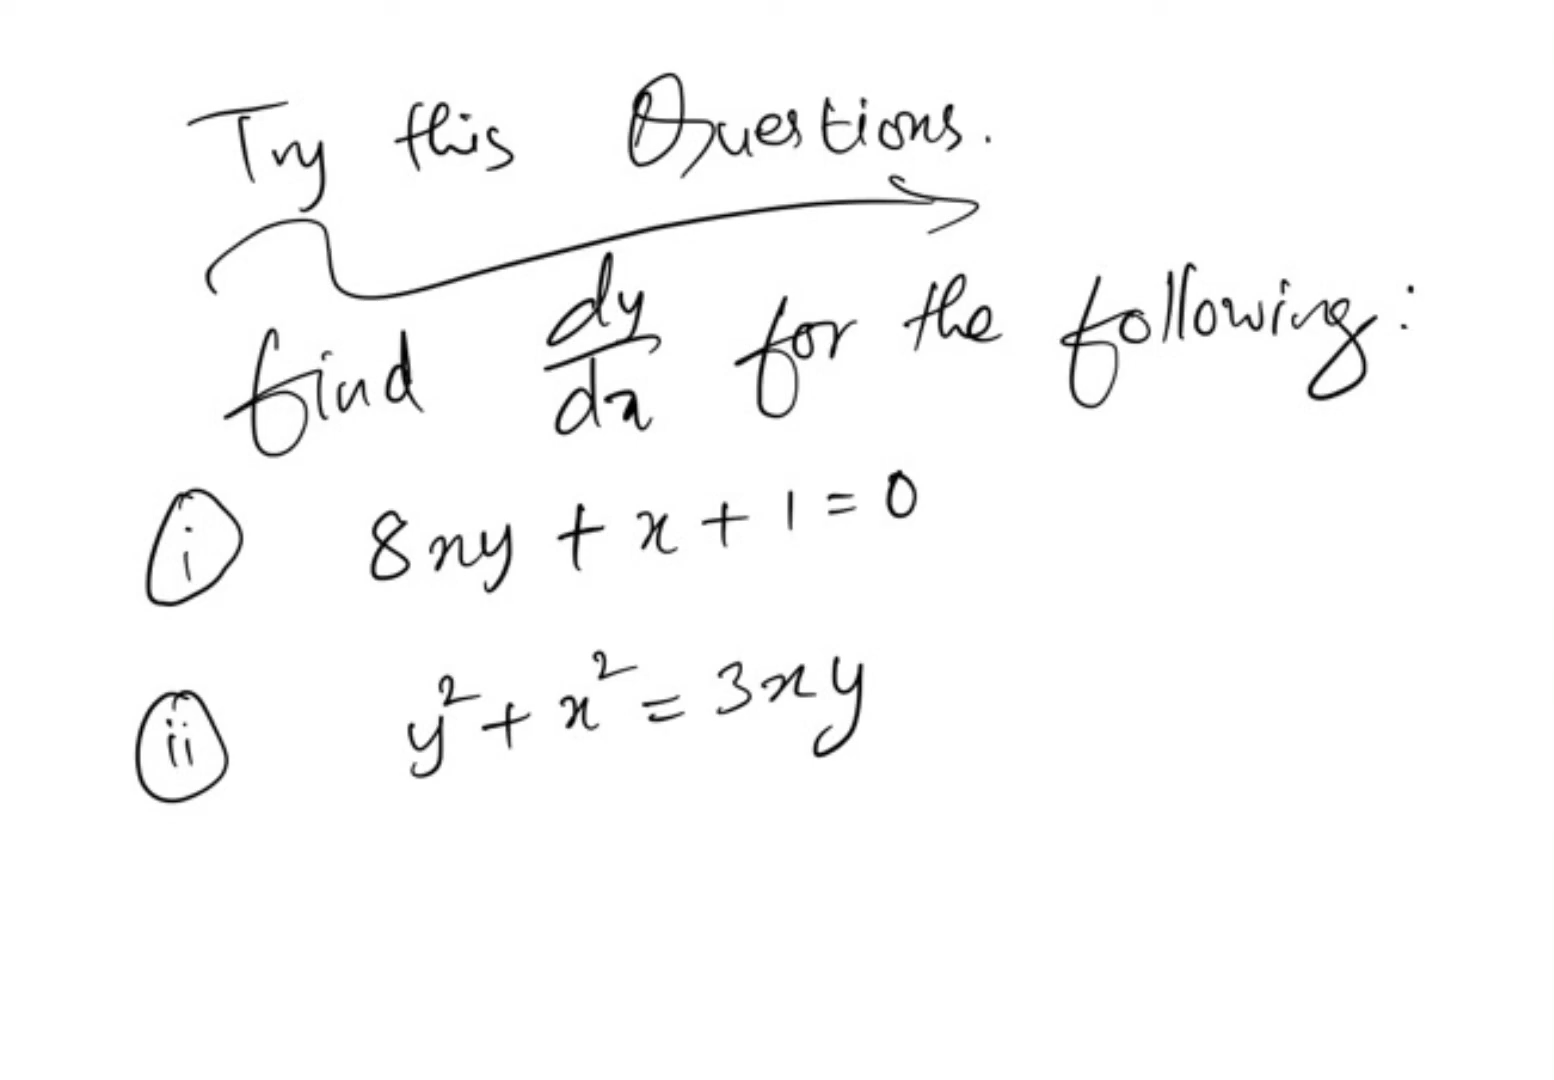 Try this Questions.
find dy/dx for the following:
i 8xy + x + 1 = 0
ii y² + x² = 3xy